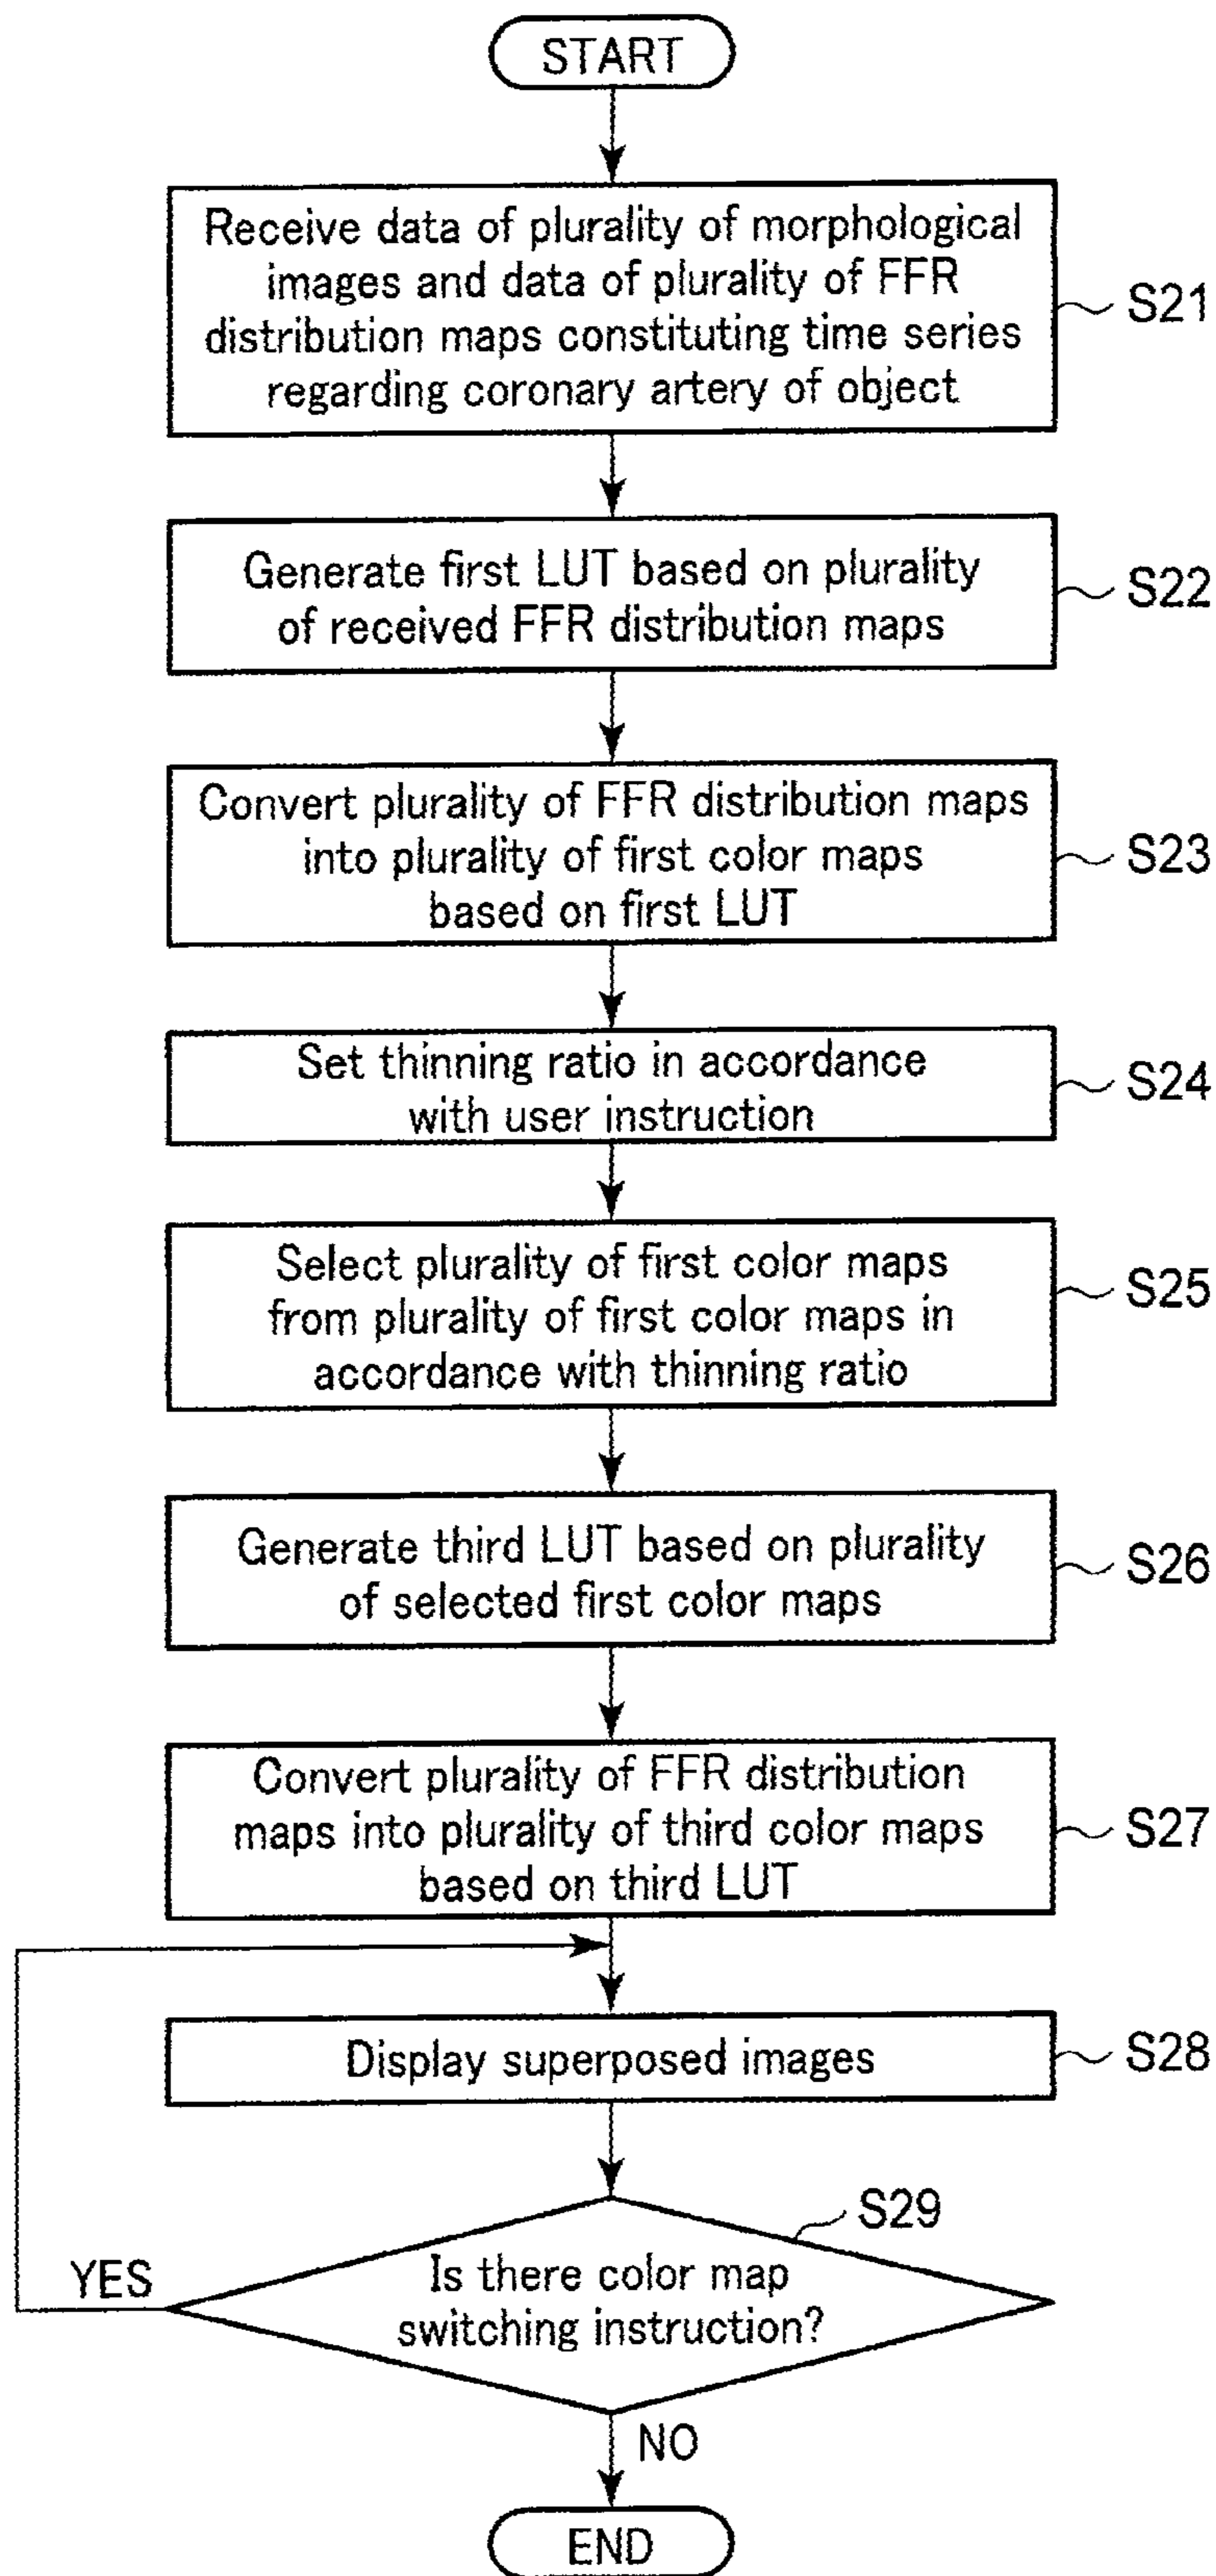 START
Receive data of plurality of morphological
images and data of plurality of FFR
distribution maps constituting time series
regarding coronary artery of object
S21
Generate first LUT based on plurality
of received FFR distribution maps
S22
Convert plurality of FFR distribution maps
into plurality of first color maps
based on first LUT
S23
Set thinning ratio in accordance
with user instruction
S24
Select plurality of first color maps
from plurality of first color maps in
accordance with thinning ratio
S25
Generate third LUT based on plurality
of selected first color maps
S26
Convert plurality of FFR distribution
maps into plurality of third color maps
based on third LUT
S27
Display superposed images
S28
S29
Is there color map
switching instruction?
YES
NO
END